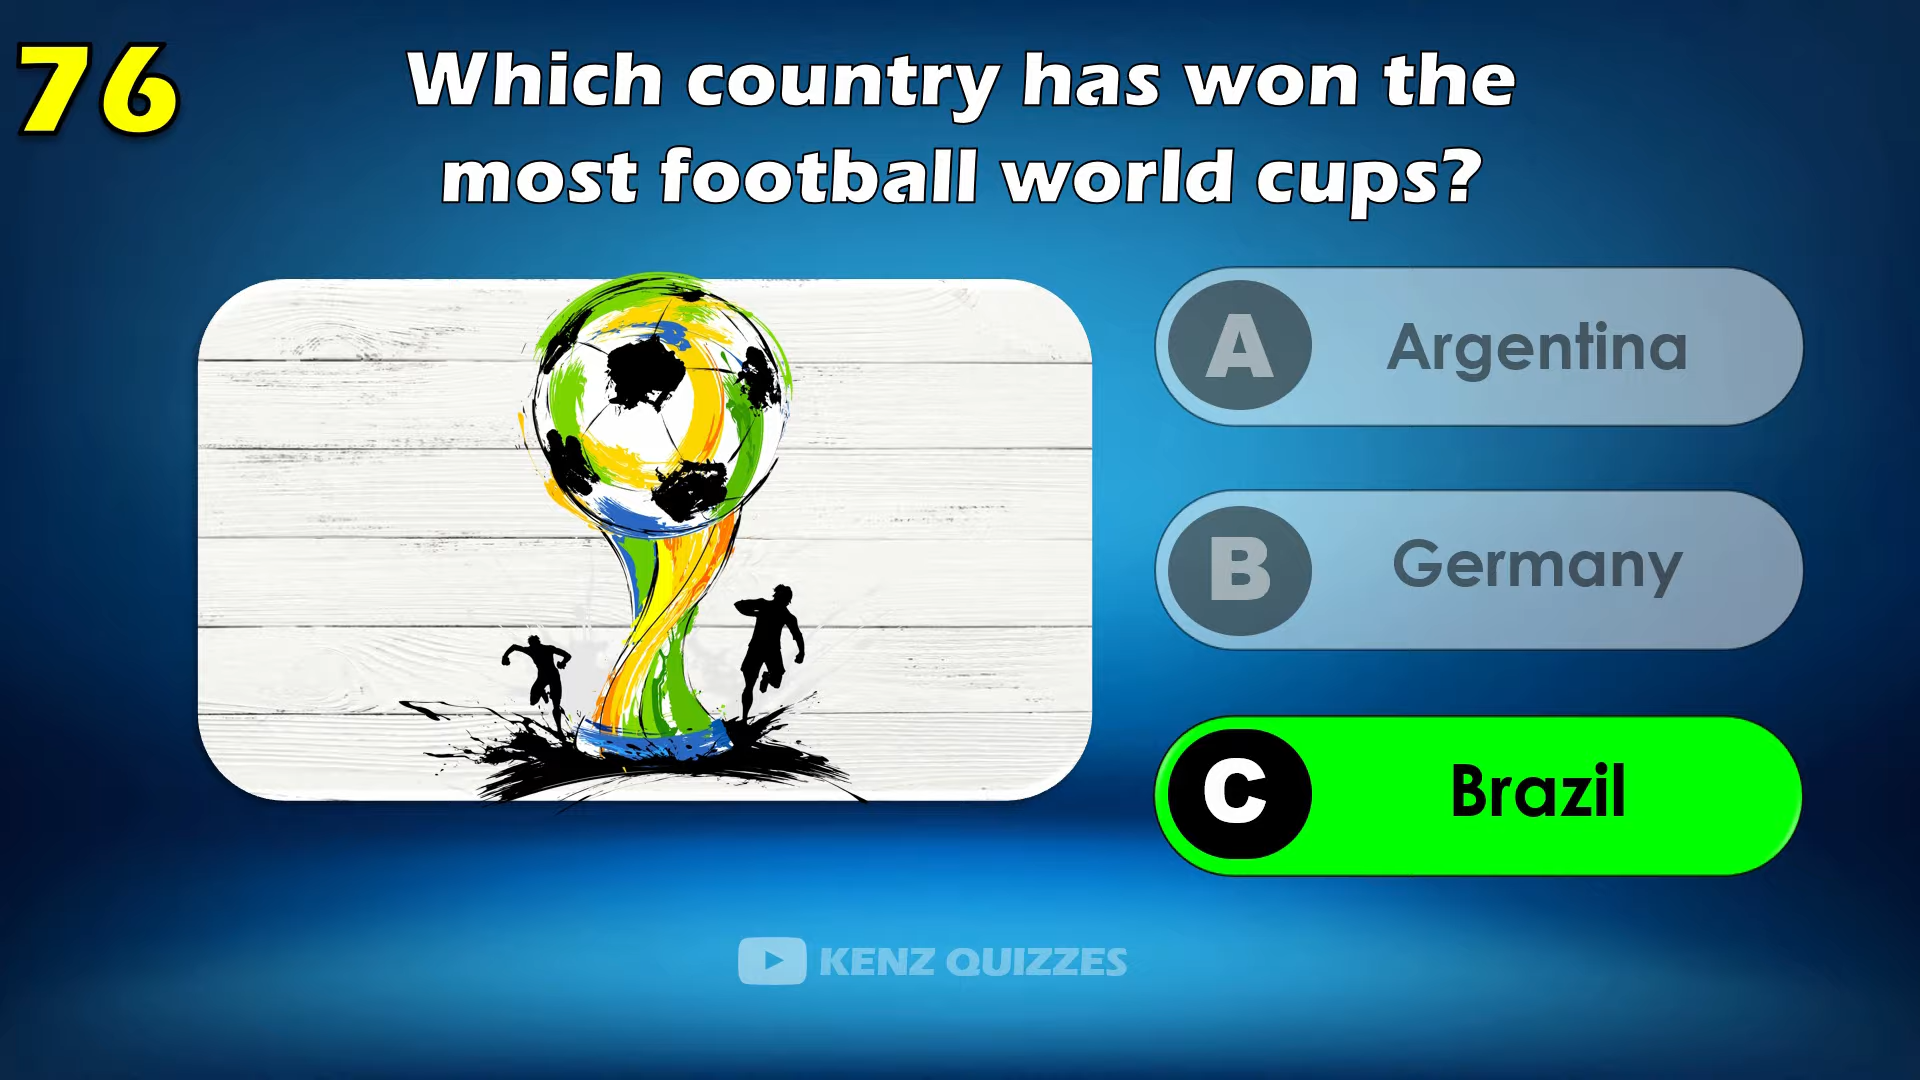 76
Which country has won the
most football world cups?
A Argentina
B Germany
C Brazil
KENZ QUIZZES